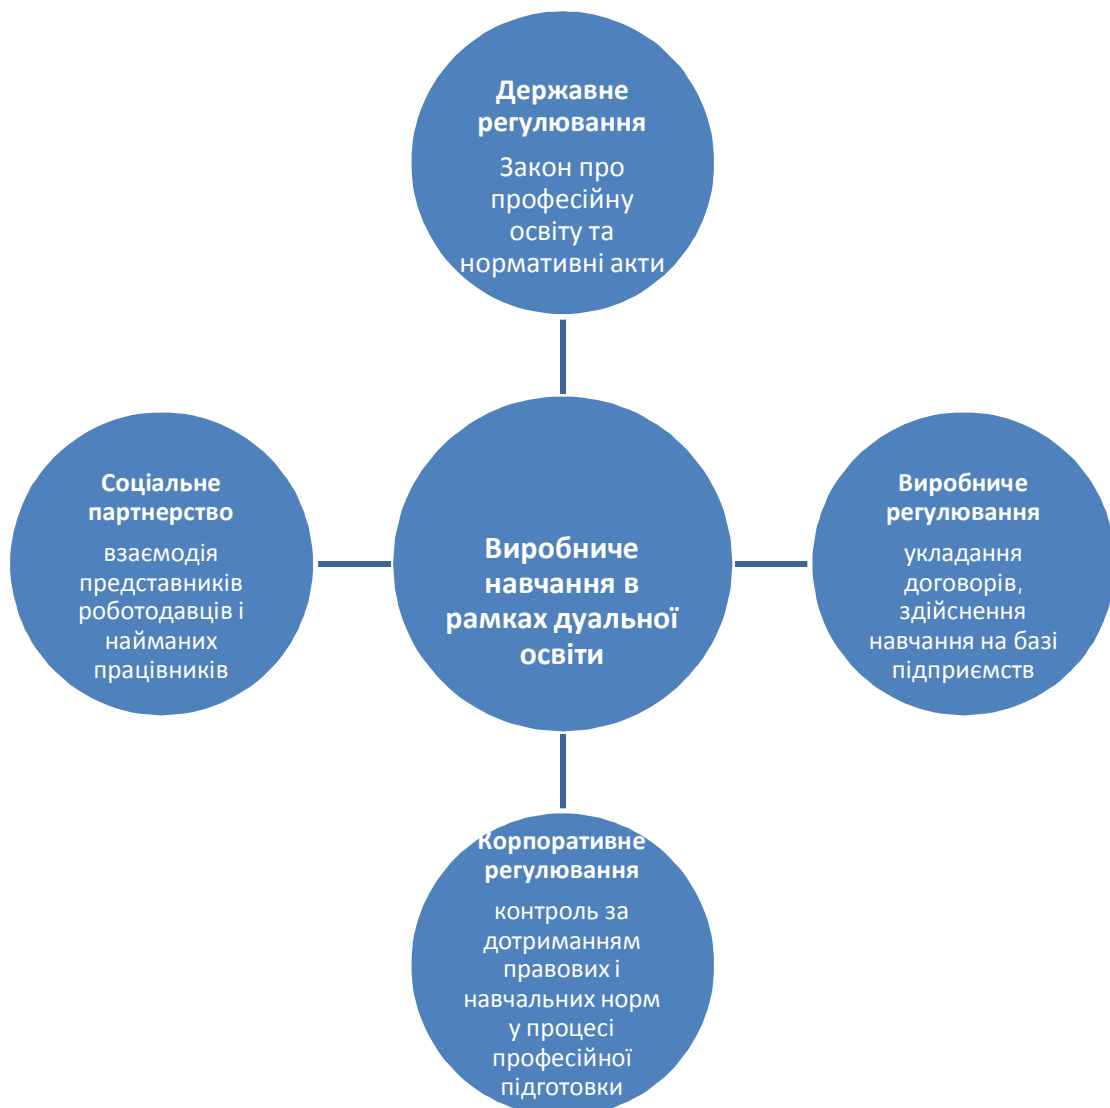 Державне
регулювання
Закон про
професійну
освіту та
нормативні акти
Соціальне
партнерство
взаємодія
представників
роботодавців і
найманих
працівників
Виробниче
навчання в
рамках дуальної
освіти
Виробниче
регулювання
укладання
договорів,
здійснення
навчання на базі
підприємств
Корпоративне
регулювання
контроль за
дотриманням
правових і
навчальних норм
у процесі
професійної
підготовки